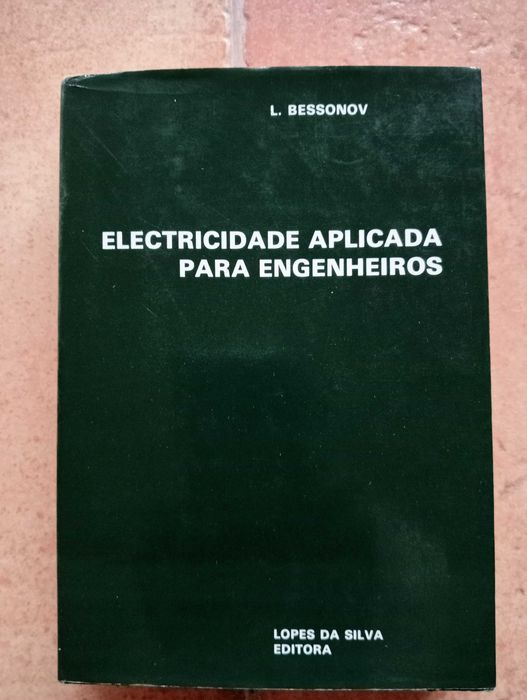 L. BESSONOV
ELECTRICIDADE APLICADA
PARA ENGENHEIROS
LOPES DA SILVA
EDITORA